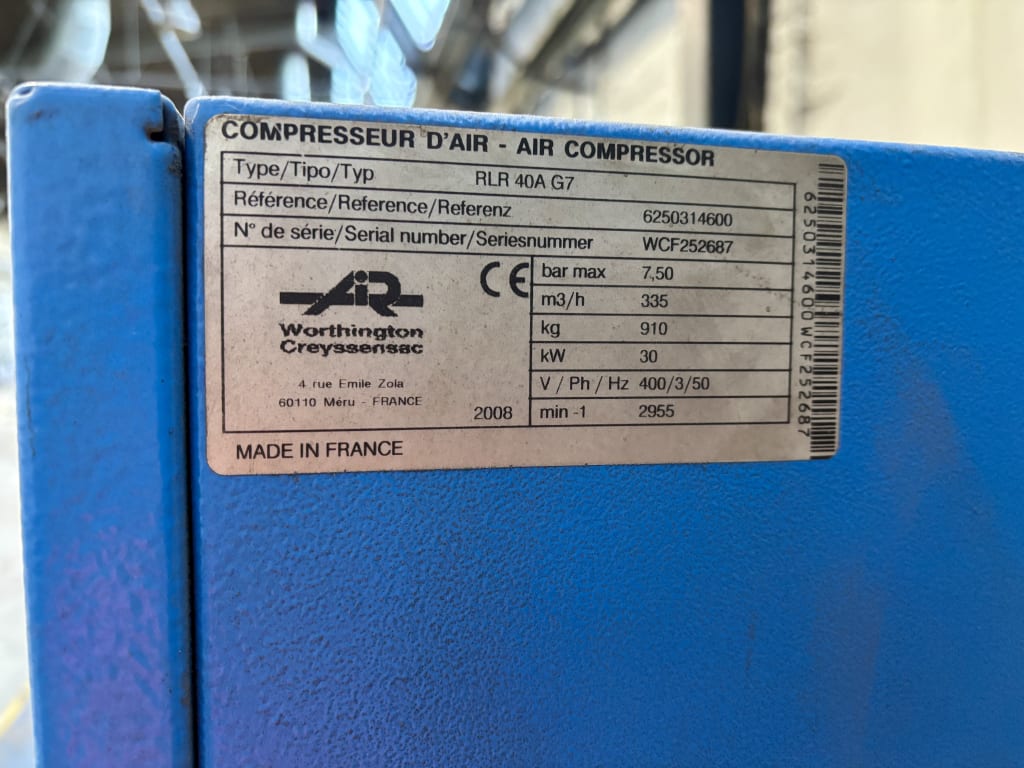 COMPRESSEUR D'AIR - AIR COMPRESSOR
Type/Tipo/Typ RLR 40A G7
Référence/Reference/Referenz 6250314600
N° de série/Serial number/Seriesnummer WCF252687
CE
bar max 7,50
m3/h 335
kg 910
kW 30
V / Ph / Hz 400/3/50
min -1 2955
AIR
Worthington
Creyssensac
4 rue Emile Zola
60110 Méru - FRANCE
2008
MADE IN FRANCE
6250314600WCF252687